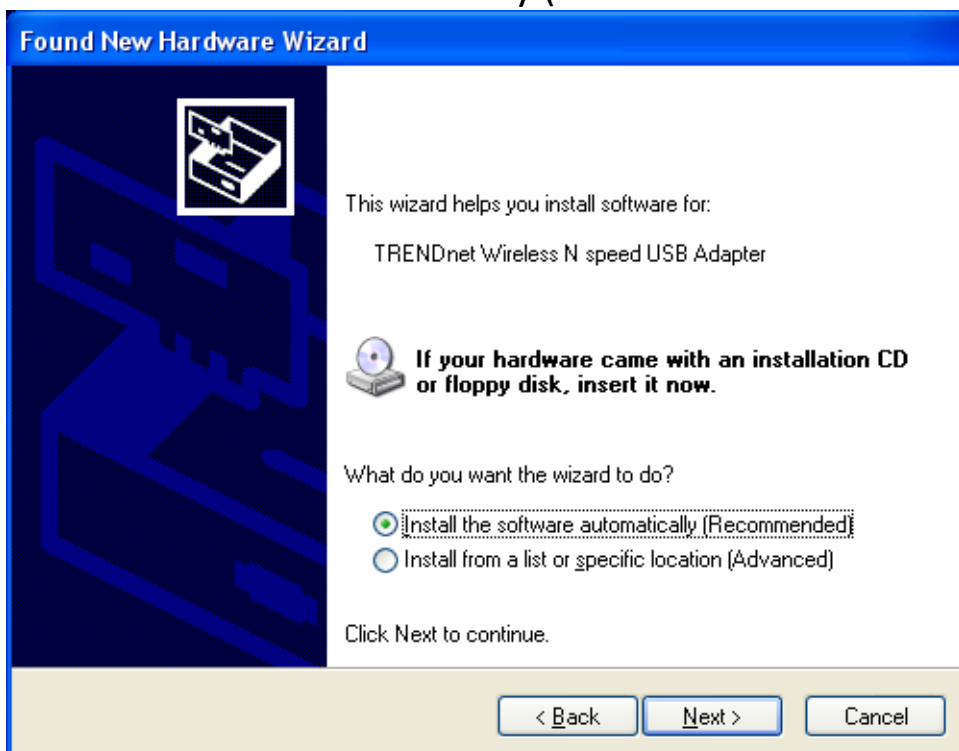 Found New Hardware Wizard
This wizard helps you install software for:
TRENDnet Wireless N speed USB Adapter
If your hardware came with an installation CD
or floppy disk, insert it now.
What do you want the wizard to do?
Install the software automatically (Recommended)
Install from a list or specific location (Advanced)
Click Next to continue.
< Back Next > Cancel